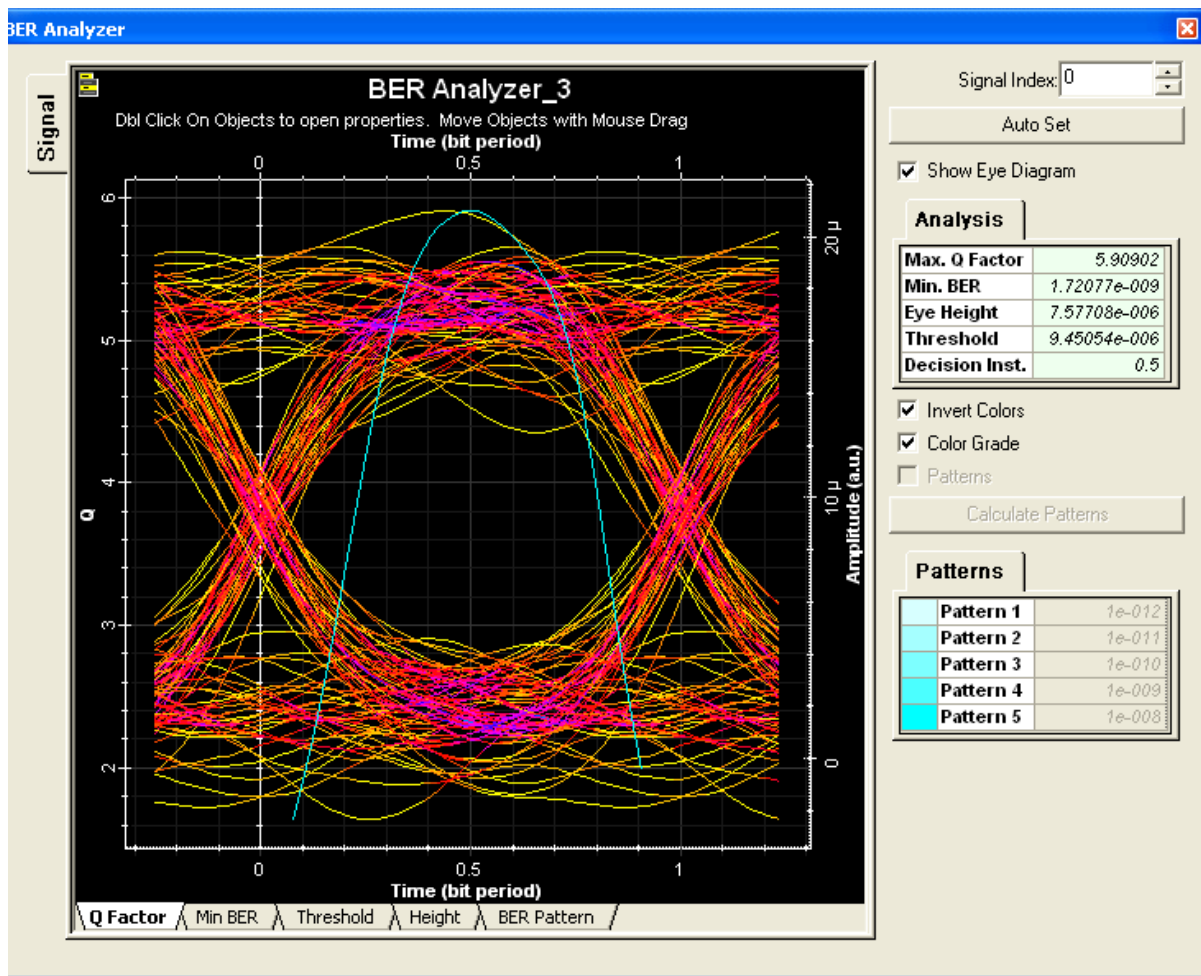 BER Analyzer
Signal
BER Analyzer_3
Dbl Click On Objects to open properties. Move Objects with Mouse Drag
Time (bit period)
0 0.5 1
6
5
4
3
2
Q
20 µ
10 µ
0
Amplitude (a.u.)
0 0.5 1
Time (bit period)
Q Factor Min BER Threshold Height BER Pattern
Signal Index: 0
Auto Set
Show Eye Diagram
Analysis
Max. Q Factor 5.90902
Min. BER 1.72077e-009
Eye Height 7.57708e-006
Threshold 9.45054e-006
Decision Inst. 0.5
Invert Colors
Color Grade
Patterns
Calculate Patterns
Patterns
Pattern 1 1e-012
Pattern 2 1e-011
Pattern 3 1e-010
Pattern 4 1e-009
Pattern 5 1e-008